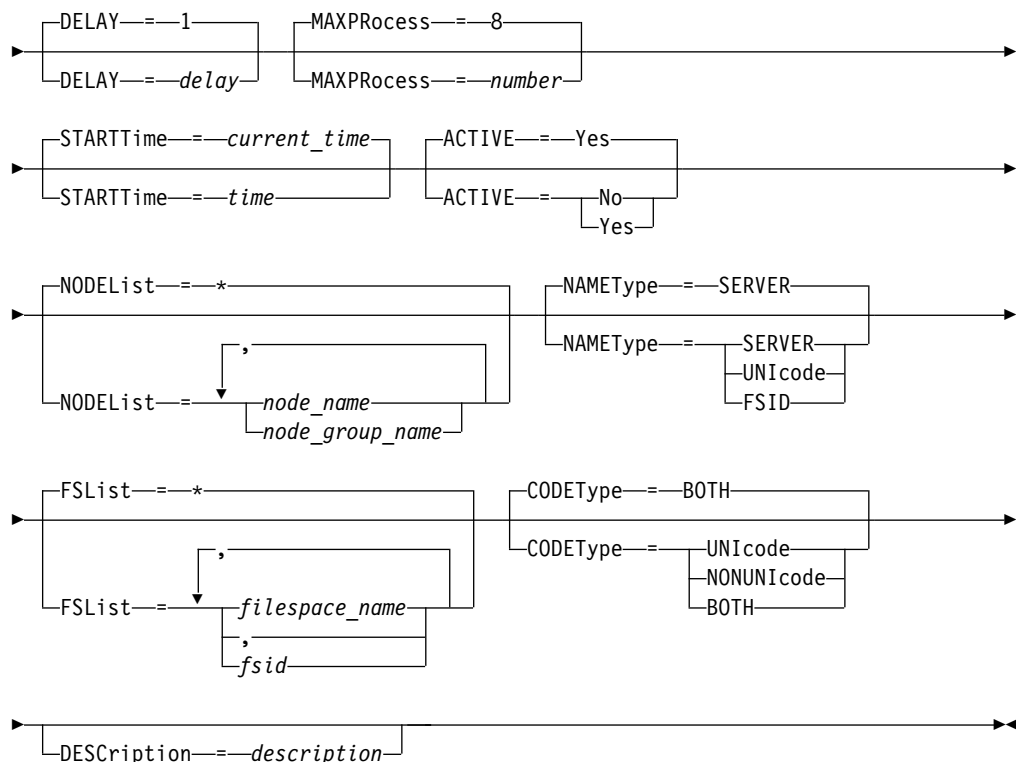 DELAY = 1 MAXPRocess = 8
DELAY = delay MAXPRocess = number
STARTTime = current_time ACTIVE = Yes
STARTTime = time ACTIVE = No
Yes
NODEList = * NAMEType = SERVER
, NAMEType = SERVER
UNIcode
NODEList = node_name FSID
node_group_name
FSList = * CODEType = BOTH
, CODEType = UNIcode
NONUNIcode
FSList = filespace_name BOTH
,
fsid
DESCription = description